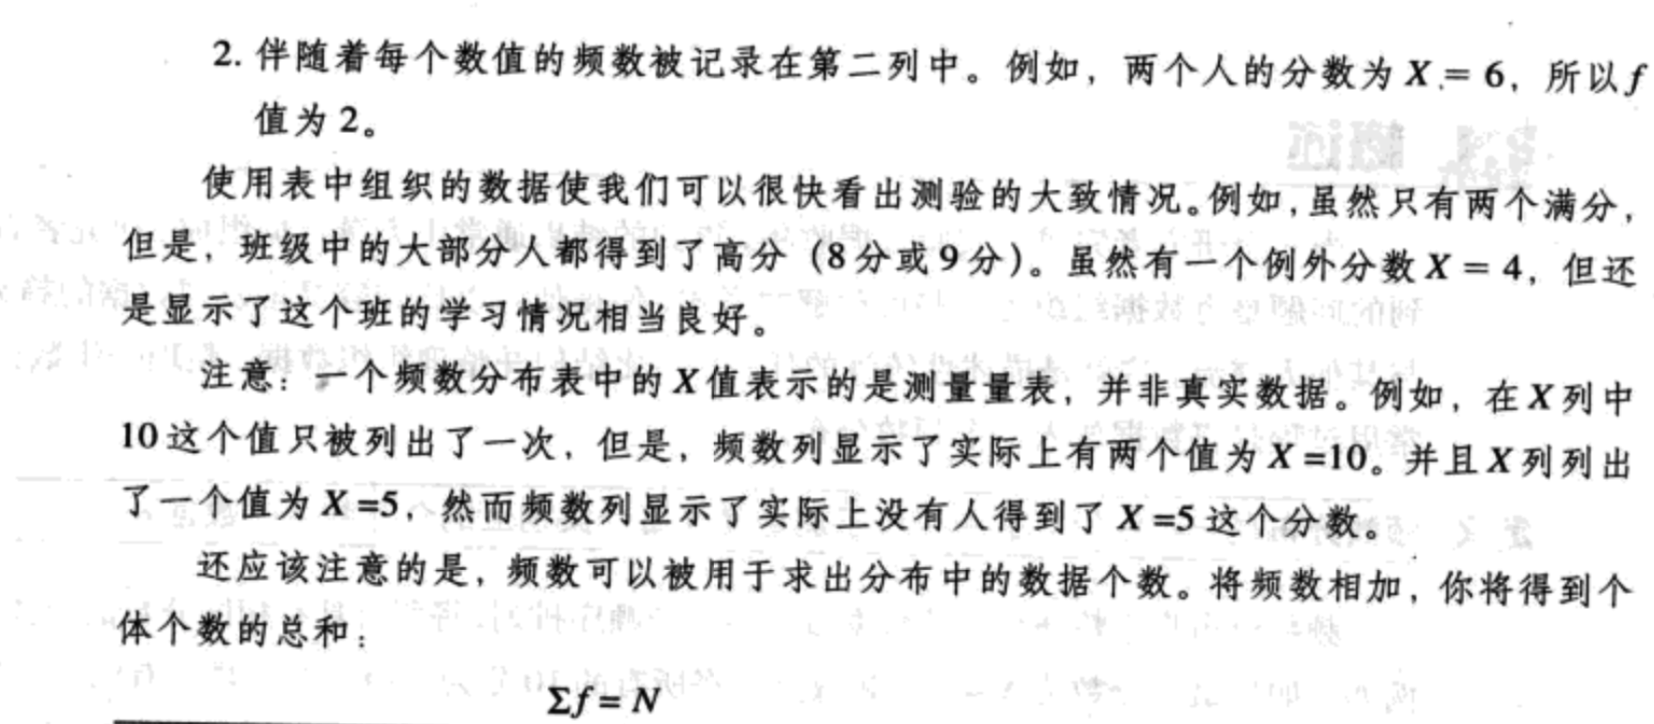 2. 伴随着每个数值的频数被记录在第二列中。例如，两个人的分数为 X = 6，所以 f
值为 2。
使用表中组织的数据使我们可以很快看出测验的大致情况。例如，虽然只有两个满分，
但是，班级中的大部分人都得到了高分（8 分或 9 分）。虽然有一个例外分数 X = 4，但还
是显示了这个班的学习情况相当良好。
注意：一个频数分布表中的 X 值表示的是测量量表，并非真实数据。例如，在 X 列中
10 这个值只被列出了一次，但是，频数列显示了实际上有两个值为 X =10。并且 X 列列出
了一个值为 X =5，然而频数列显示了实际上没有人得到了 X =5 这个分数。
还应该注意的是，频数可以被用于求出分布中的数据个数。将频数相加，你将得到个
体个数的总和：
Σf = N